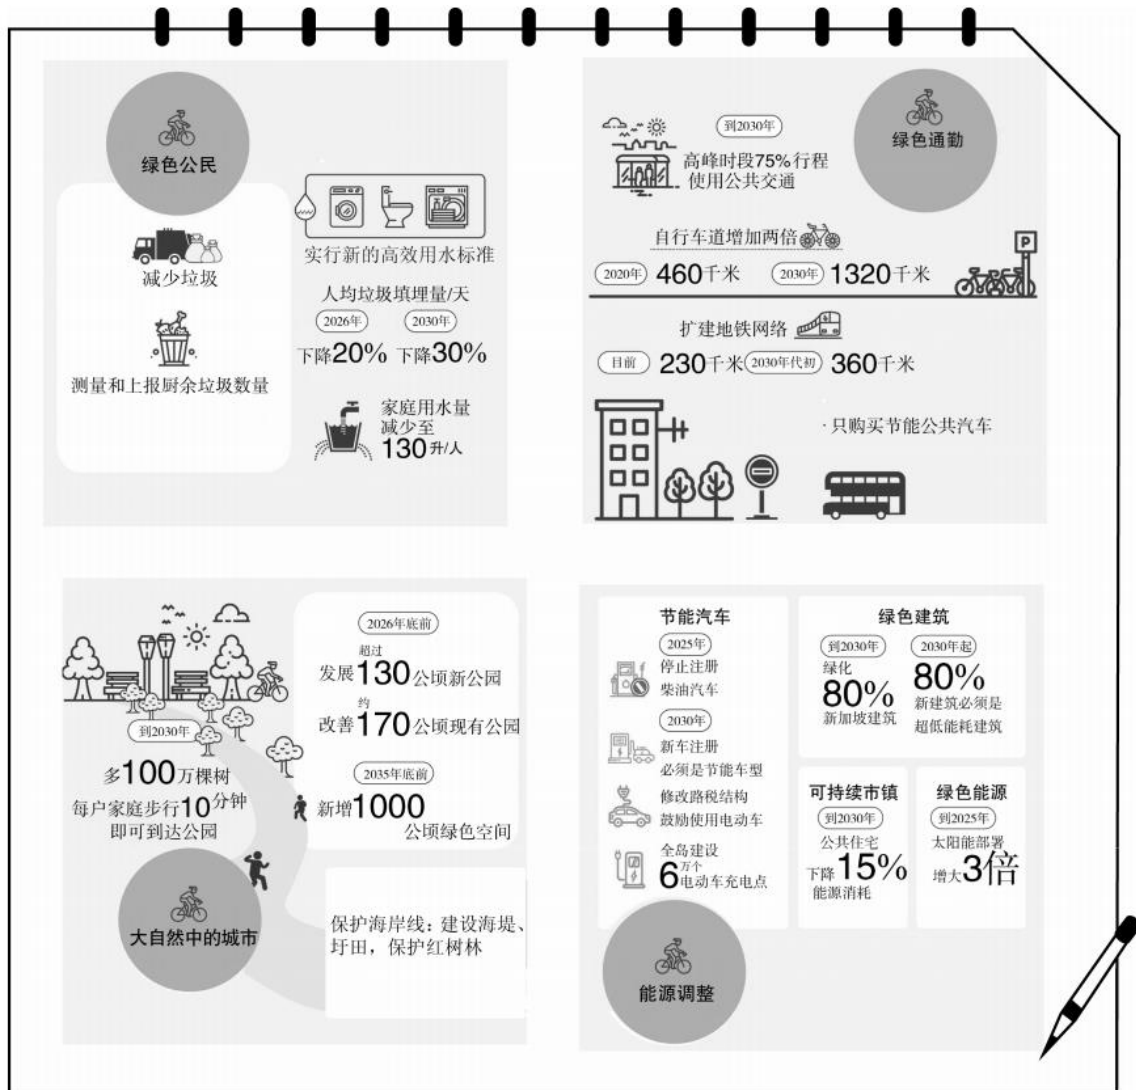 绿色公民
减少垃圾
测量和上报厨余垃圾数量
实行新的高效用水标准
人均垃圾填埋量/天
2026年 2030年
下降20% 下降30%
家庭用水量
减少至
130升/人
绿色通勤
到2030年
高峰时段75%行程
使用公共交通
自行车道增加两倍
P
2020年 460千米 2030年 1320千米
扩建地铁网络
目前 230千米 2030年代初 360千米
·只购买节能公共汽车
到2030年
多100万棵树
每户家庭步行10分钟
即可到达公园
大自然中的城市
2026年底前
超过
发展130公顷新公园
约
改善170公顷现有公园
2035年底前
新增1000
公顷绿色空间
保护海岸线：建设海堤、
圩田，保护红树林
节能汽车
2025年
停止注册
柴油汽车
2030年
新车注册
必须是节能车型
修改路税结构
鼓励使用电动车
全岛建设
6万个
电动车充电点
能源调整
绿色建筑
到2030年
绿化
80%
新加坡建筑
2030年起
80%
新建筑必须是
超低能耗建筑
可持续市镇
到2030年
公共住宅
下降15%
能源消耗
绿色能源
到2025年
太阳能部署
增大3倍